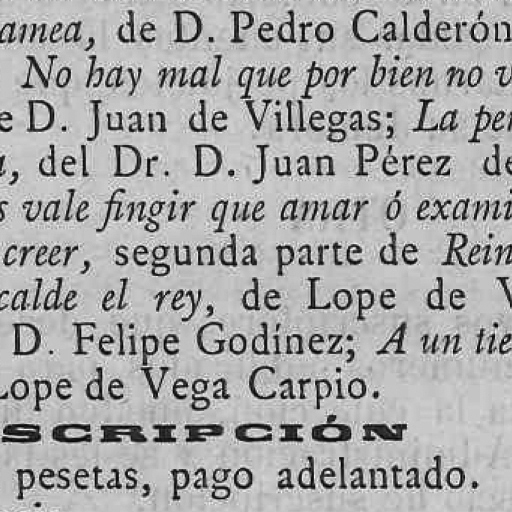 amea, de D. Pedro Calderón
No hay mal que por bien no v
e D. Juan de Villegas; La per
a, del Dr. D. Juan Pérez de
s vale fingir que amar ó exami
creer, segunda parte de Rein
calde el rey, de Lope de V
D. Felipe Godínez; A un tie
Lope de Vega Carpio.
SCRIPCIÓN
pesetas, pago adelantado.